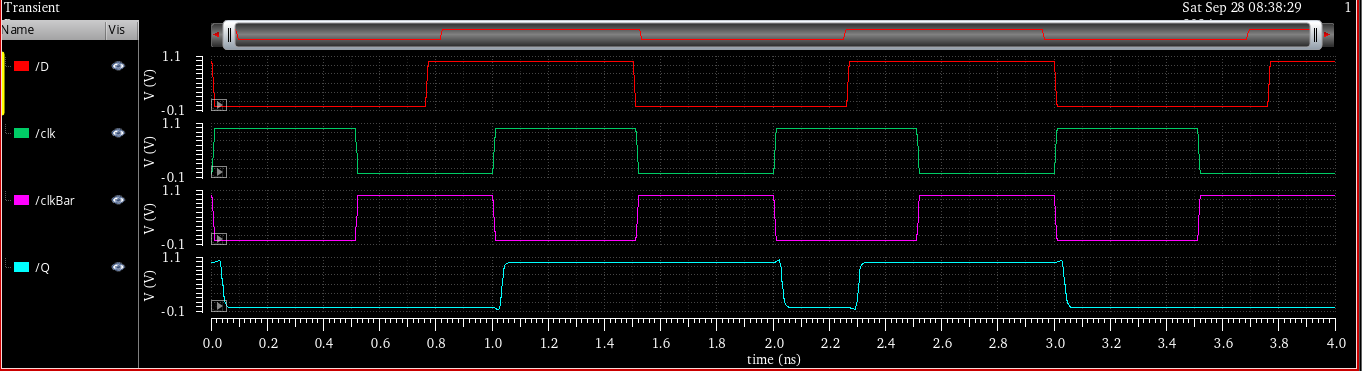 Transient
Sat Sep 28 08:38:29 1
Name Vis
/D
1.1
V (V)
-0.1
/clk
1.1
V (V)
-0.1
/clkBar
1.1
V (V)
-0.1
/Q
1.1
V (V)
-0.1
0.0 0.2 0.4 0.6 0.8 1.0 1.2 1.4 1.6 1.8 2.0 2.2 2.4 2.6 2.8 3.0 3.2 3.4 3.6 3.8 4.0
time (ns)